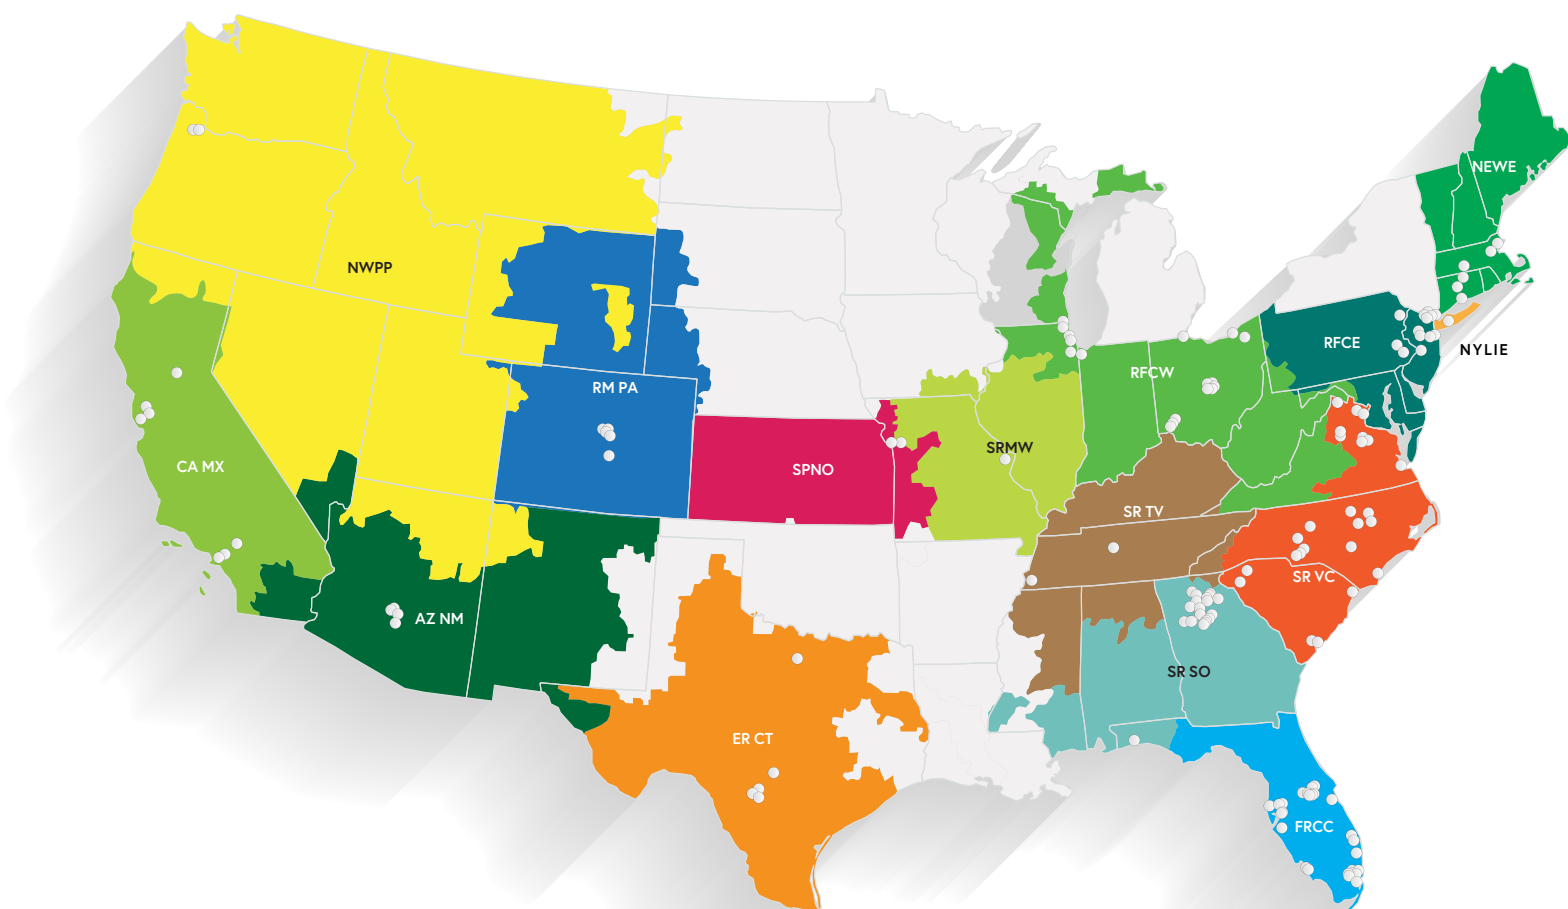 NEWE
NWPP
RFCE
NYLIE
RFCW
RM PA
SRMW
CA MX
SPNO
SR TV
SR VC
AZ NM
SR SO
ER CT
FRCC